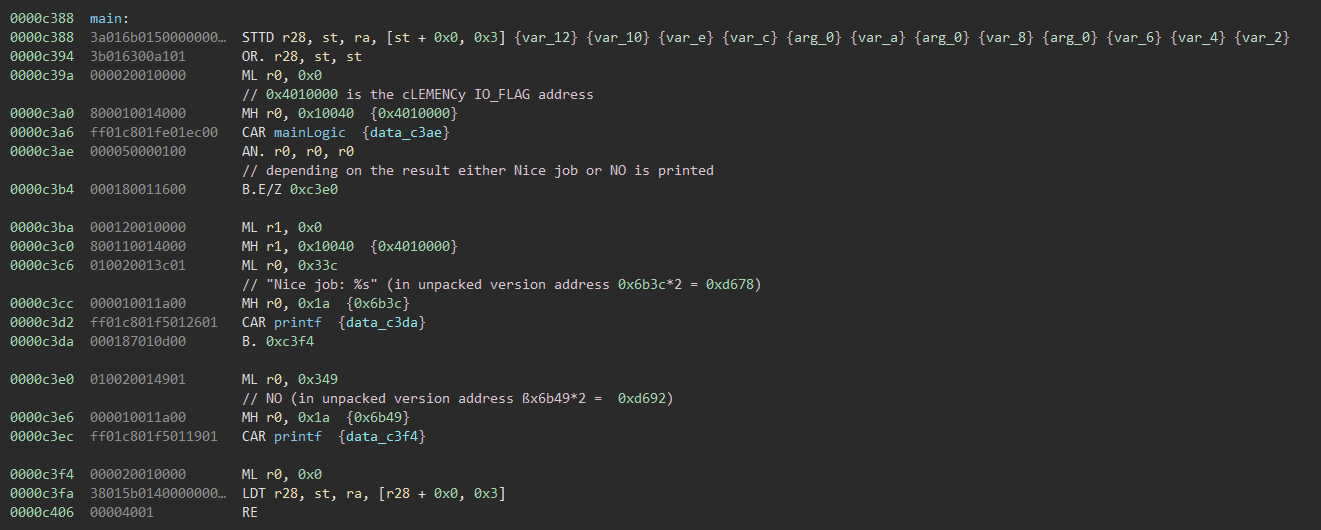 0000c388 main:
0000c388 3a016b0150000000… STTD r28, st, ra, [st + 0x0, 0x3] {var_12} {var_10} {var_e} {var_c} {arg_0} {var_a} {arg_0} {var_8} {arg_0} {var_6} {var_4} {var_2}
0000c394 3b016300a101 OR. r28, st, st
0000c39a 000020010000 ML r0, 0x0
// 0x4010000 is the cLEMENCy IO_FLAG address
0000c3a0 800010014000 MH r0, 0x10040 {0x4010000}
0000c3a6 ff01c801fe01ec00 CAR mainLogic {data_c3ae}
0000c3ae 000050000100 AN. r0, r0, r0
// depending on the result either Nice job or NO is printed
0000c3b4 000180011600 B.E/Z 0xc3e0
0000c3ba 000120010000 ML r1, 0x0
0000c3c0 800110014000 MH r1, 0x10040 {0x4010000}
0000c3c6 010020013c01 ML r0, 0x33c
// "Nice job: %s" (in unpacked version address 0x6b3c*2 = 0xd678)
0000c3cc 000010011a00 MH r0, 0x1a {0x6b3c}
0000c3d2 ff01c801f5012601 CAR printf {data_c3da}
0000c3da 000187010d00 B. 0xc3f4
0000c3e0 010020014901 ML r0, 0x349
// NO (in unpacked version address ßx6b49*2 = 0xd692)
0000c3e6 000010011a00 MH r0, 0x1a {0x6b49}
0000c3ec ff01c801f5011901 CAR printf {data_c3f4}
0000c3f4 000020010000 ML r0, 0x0
0000c3fa 38015b0140000000… LDT r28, st, ra, [r28 + 0x0, 0x3]
0000c406 00004001 RE